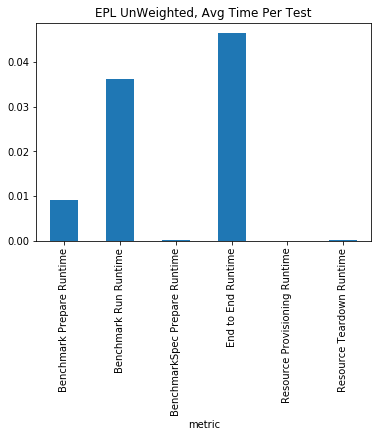 EPL UnWeighted, Avg Time Per Test
0.04
0.03
0.02
0.01
0.00
Benchmark Prepare Runtime
Benchmark Run Runtime
BenchmarkSpec Prepare Runtime
End to End Runtime
Resource Provisioning Runtime
Resource Teardown Runtime
metric